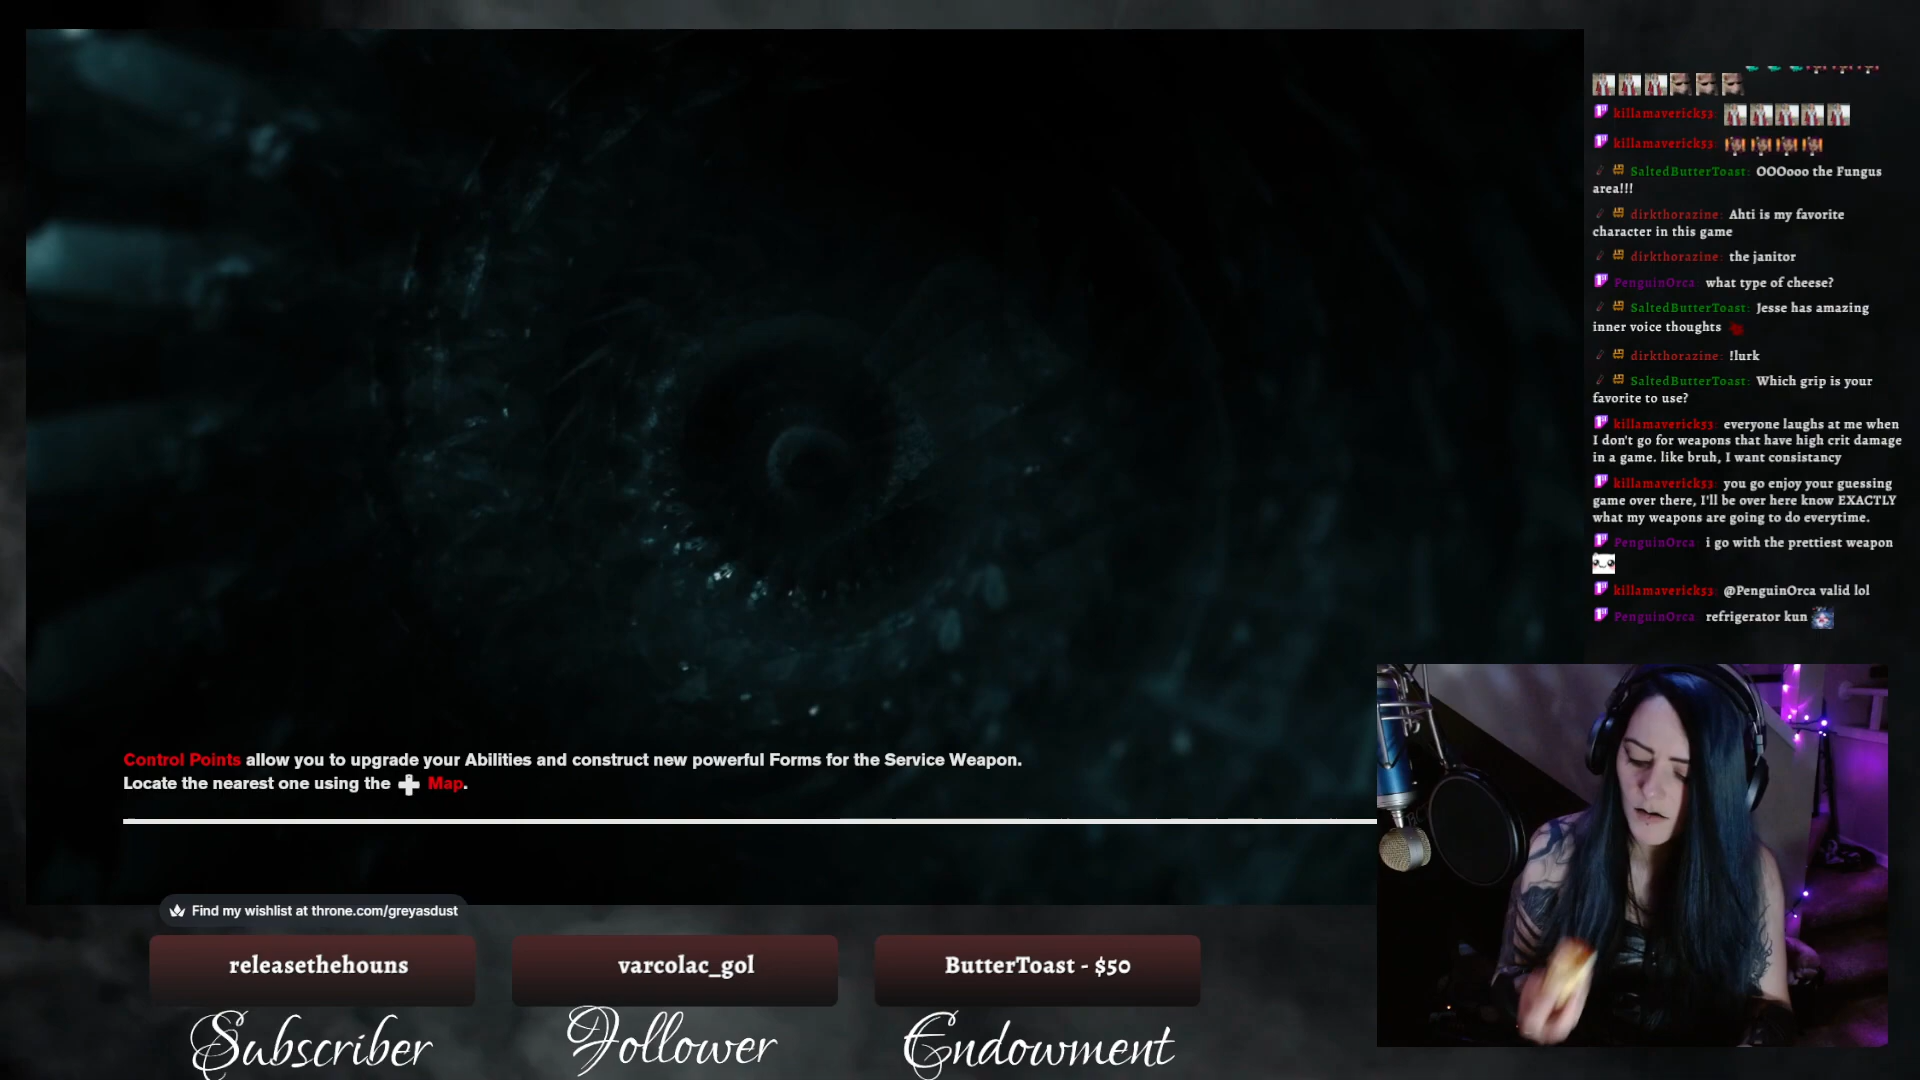 killamaverick53:
killamaverick53:
SaltedButterToast: OOOooo the Fungus
area!!!
dirkthorazine: Ahti is my favorite
character in this game
dirkthorazine: the janitor
PenguinOrca: what type of cheese?
SaltedButterToast: Jesse has amazing
inner voice thoughts
dirkthorazine: !lurk
SaltedButterToast: Which grip is your
favorite to use?
killamaverick53: everyone laughs at me when
I don't go for weapons that have high crit damage
in a game. like bruh, I want consistancy
killamaverick53: you go enjoy your guessing
game over there, I'll be over here know EXACTLY
what my weapons are going to do everytime.
PenguinOrca: i go with the prettiest weapon
killamaverick53: @PenguinOrca valid lol
PenguinOrca: refrigerator kun
Control Points allow you to upgrade your Abilities and construct new powerful Forms for the Service Weapon.
Locate the nearest one using the Map.
Find my wishlist at throne.com/greyasdust
releasethehouns
varcolac_gol
ButterToast - $50
Subscriber
Follower
Endowment